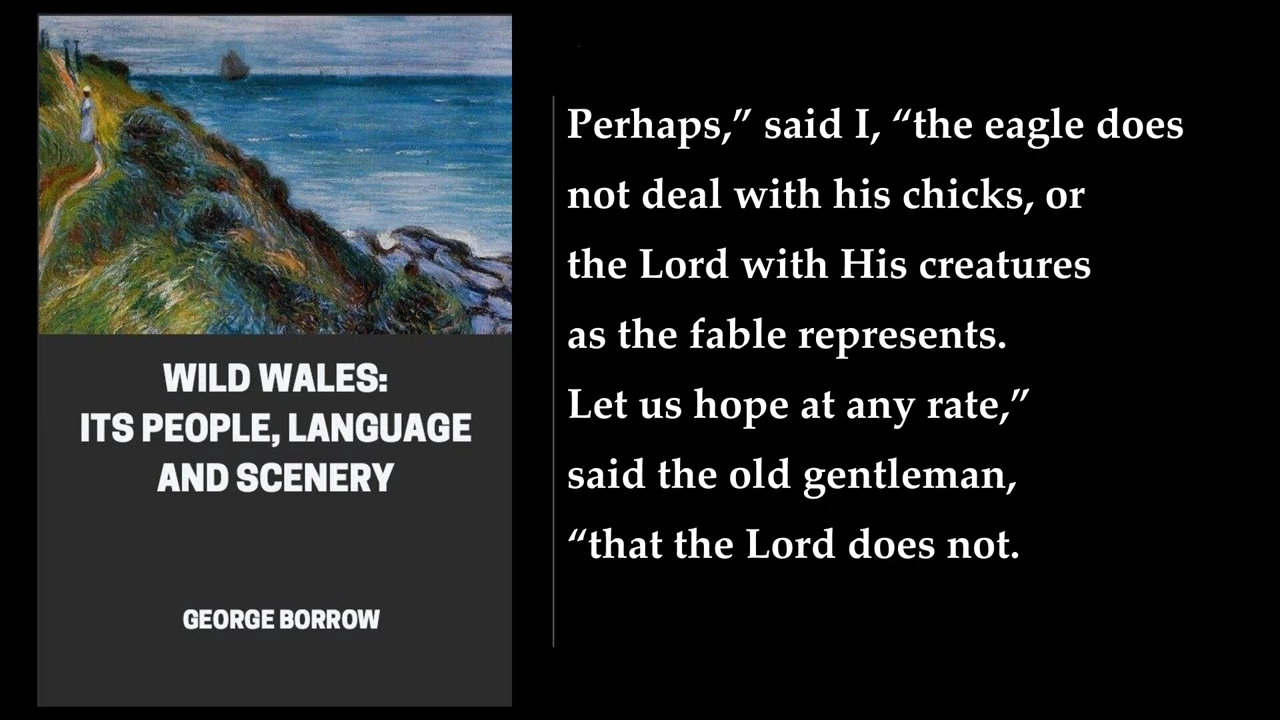 WILD WALES:
ITS PEOPLE, LANGUAGE
AND SCENERY
GEORGE BORROW
Perhaps,” said I, “the eagle does
not deal with his chicks, or
the Lord with His creatures
as the fable represents.
Let us hope at any rate,”
said the old gentleman,
“that the Lord does not.